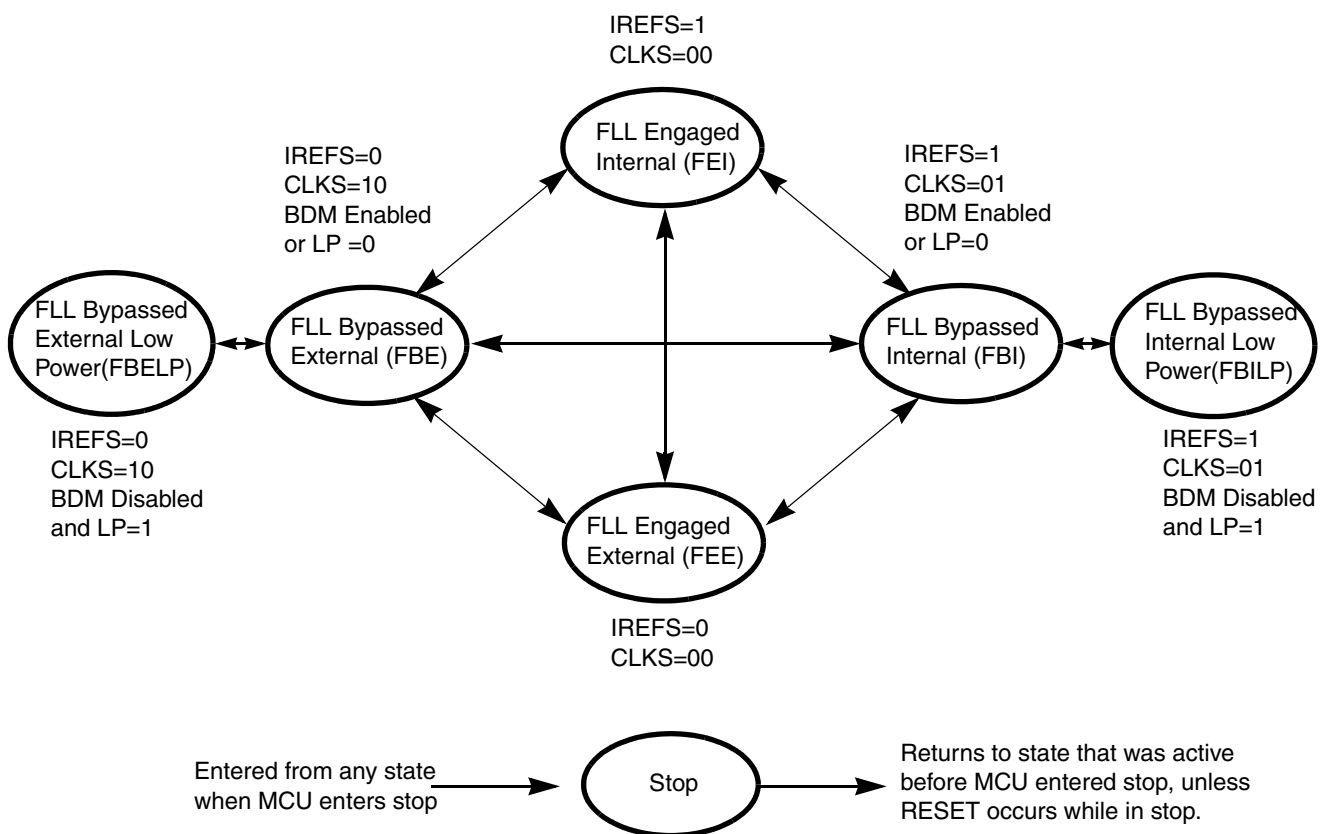 IREFS=1
CLKS=00
FLL Engaged
Internal (FEI)
IREFS=0
CLKS=10
BDM Enabled
or LP =0
IREFS=1
CLKS=01
BDM Enabled
or LP=0
FLL Bypassed
External Low
Power(FBELP)
FLL Bypassed
External (FBE)
FLL Bypassed
Internal (FBI)
FLL Bypassed
Internal Low
Power(FBILP)
IREFS=0
CLKS=10
BDM Disabled
and LP=1
IREFS=1
CLKS=01
BDM Disabled
and LP=1
FLL Engaged
External (FEE)
IREFS=0
CLKS=00
Entered from any state
when MCU enters stop
Stop
Returns to state that was active
before MCU entered stop, unless
RESET occurs while in stop.